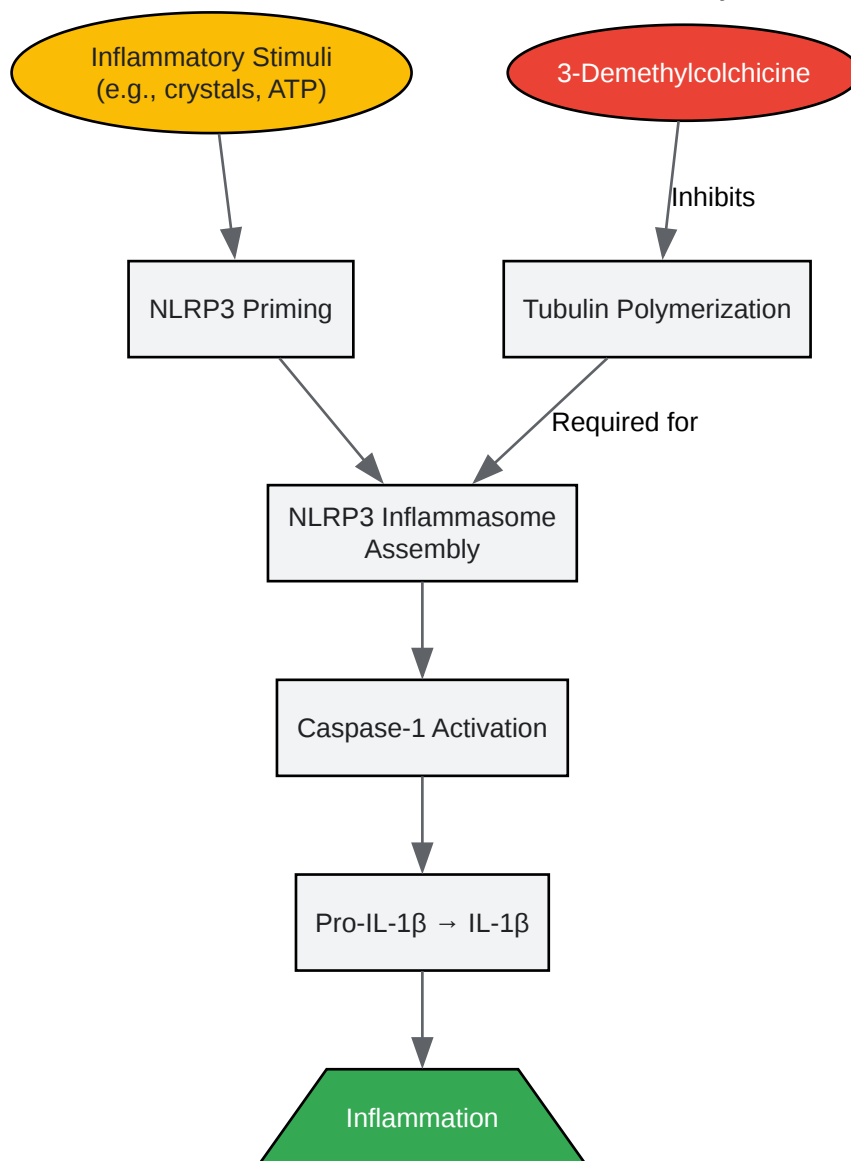 Inflammatory Stimuli
(e.g., crystals, ATP)
3-Demethylcolchicine
Inhibits
NLRP3 Priming
Tubulin Polymerization
Required for
NLRP3 Inflammasome
Assembly
Caspase-1 Activation
Pro-IL-1β → IL-1β
Inflammation